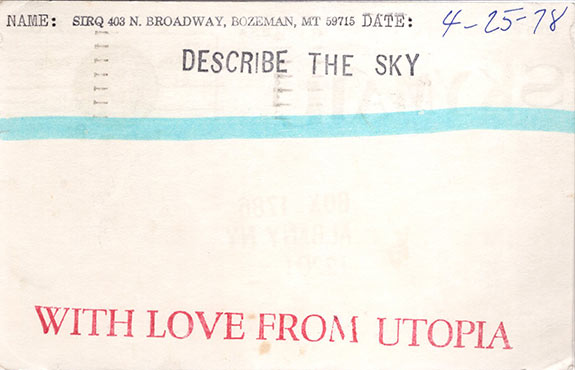 NAME: SIRQ 403 N. BROADWAY, BOZEMAN, MT 59715 DATE: 4-25-78
DESCRIBE THE SKY
WITH LOVE FROM UTOPIA